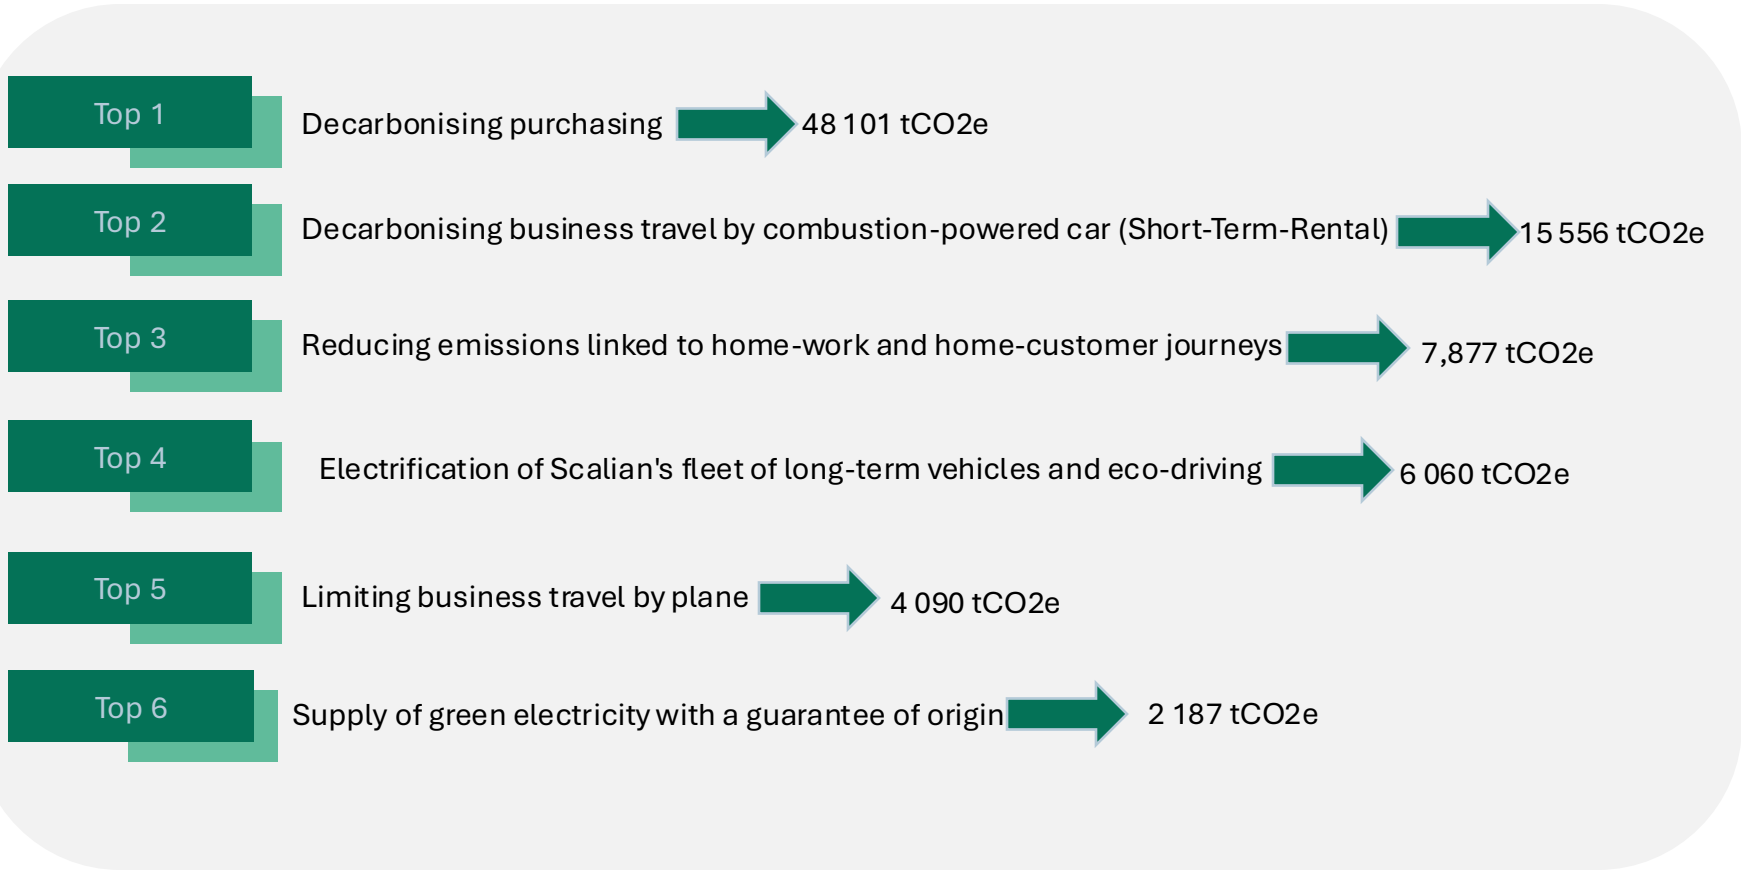 Top 1
Decarbonising purchasing
48 101 tCO2e
Top 2
Decarbonising business travel by combustion-powered car (Short-Term-Rental)
15 556 tCO2e
Top 3
Reducing emissions linked to home-work and home-customer journeys
7,877 tCO2e
Top 4
Electrification of Scalian's fleet of long-term vehicles and eco-driving
6 060 tCO2e
Top 5
Limiting business travel by plane
4 090 tCO2e
Top 6
Supply of green electricity with a guarantee of origin
2 187 tCO2e